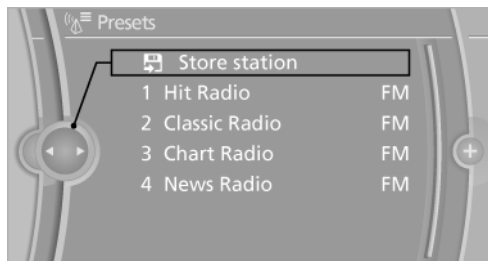 Presets
Store station
1 Hit Radio FM
2 Classic Radio FM
3 Chart Radio FM
4 News Radio FM